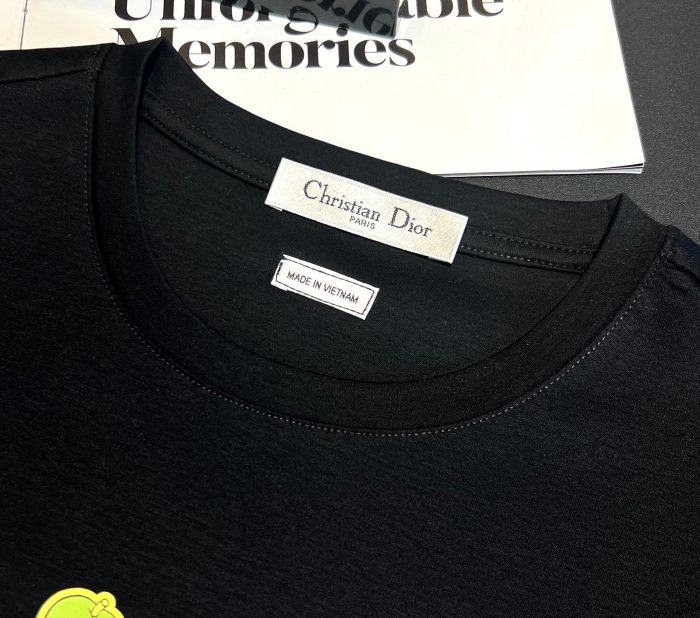 Memories
Christian Dior
PARIS
MADE IN VIETNAM